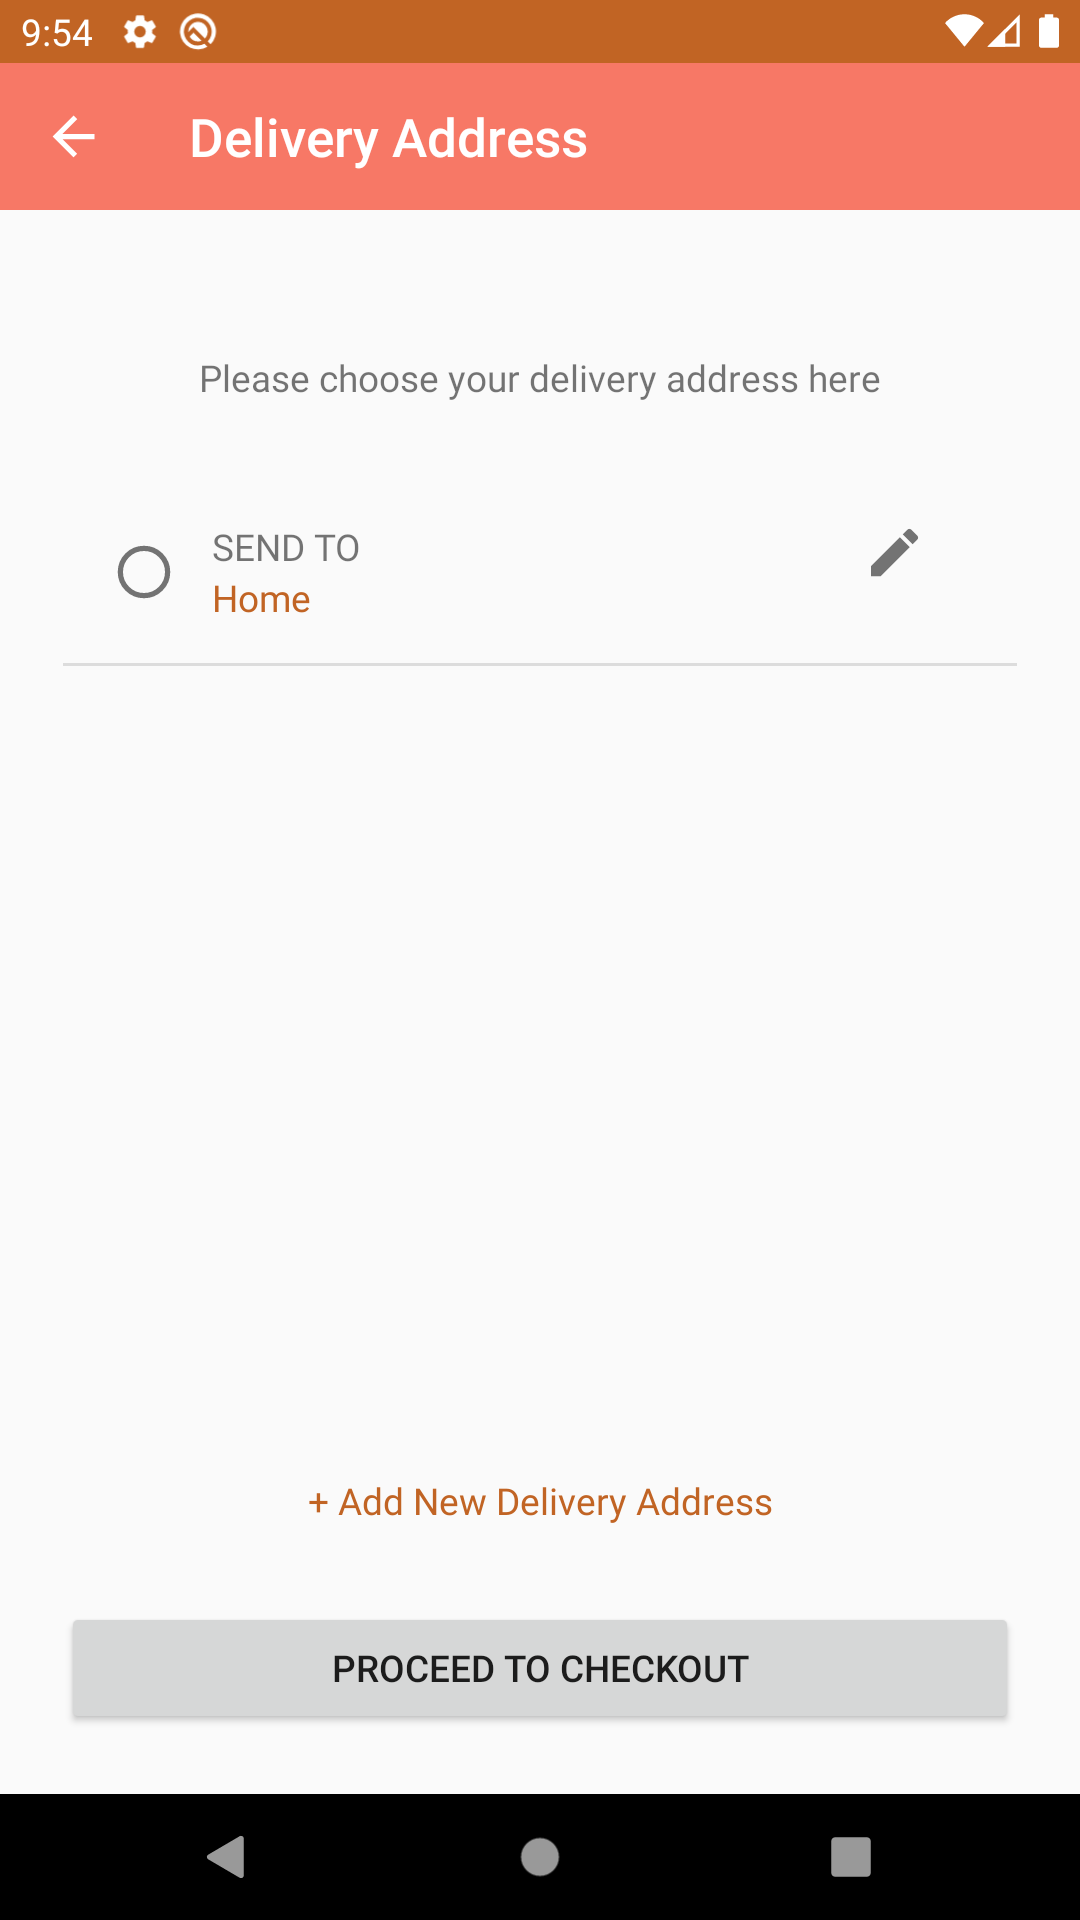 9:54
Delivery Address
Please choose your delivery address here
SEND TO
Home
+ Add New Delivery Address
PROCEED TO CHECKOUT